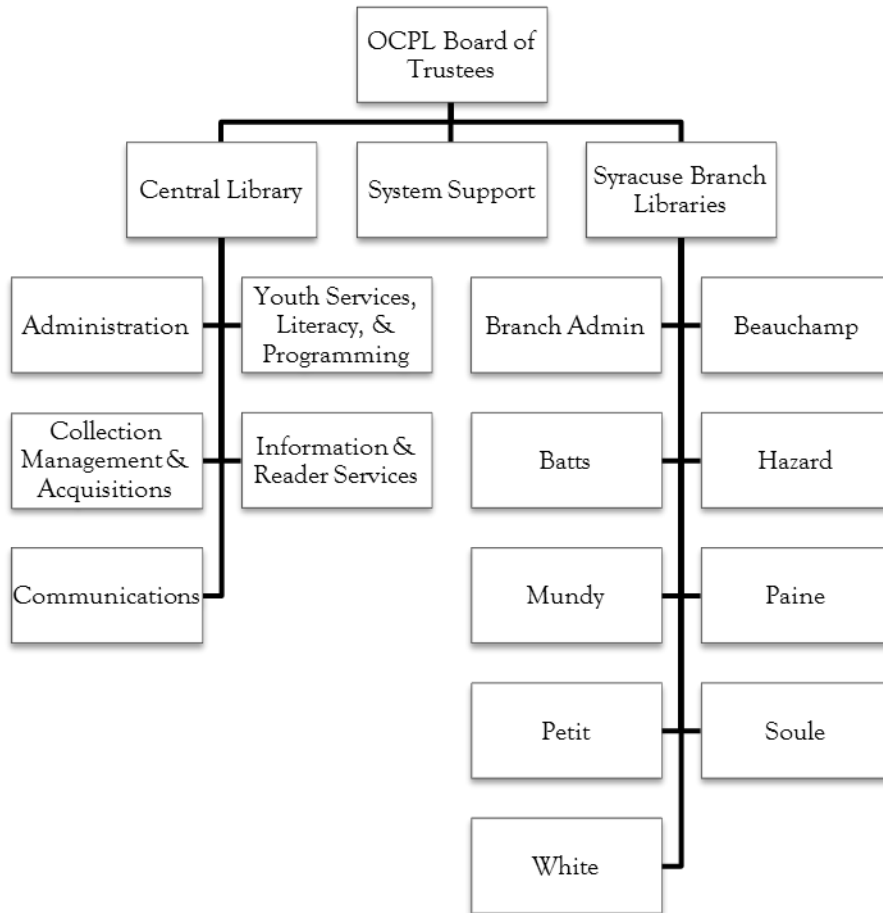 OCPL Board of
Trustees
Central Library
System Support
Syracuse Branch
Libraries
Administration
Youth Services,
Literacy, &
Programming
Branch Admin
Beauchamp
Collection
Management &
Acquisitions
Information &
Reader Services
Batts
Hazard
Communications
Mundy
Paine
Petit
Soule
White